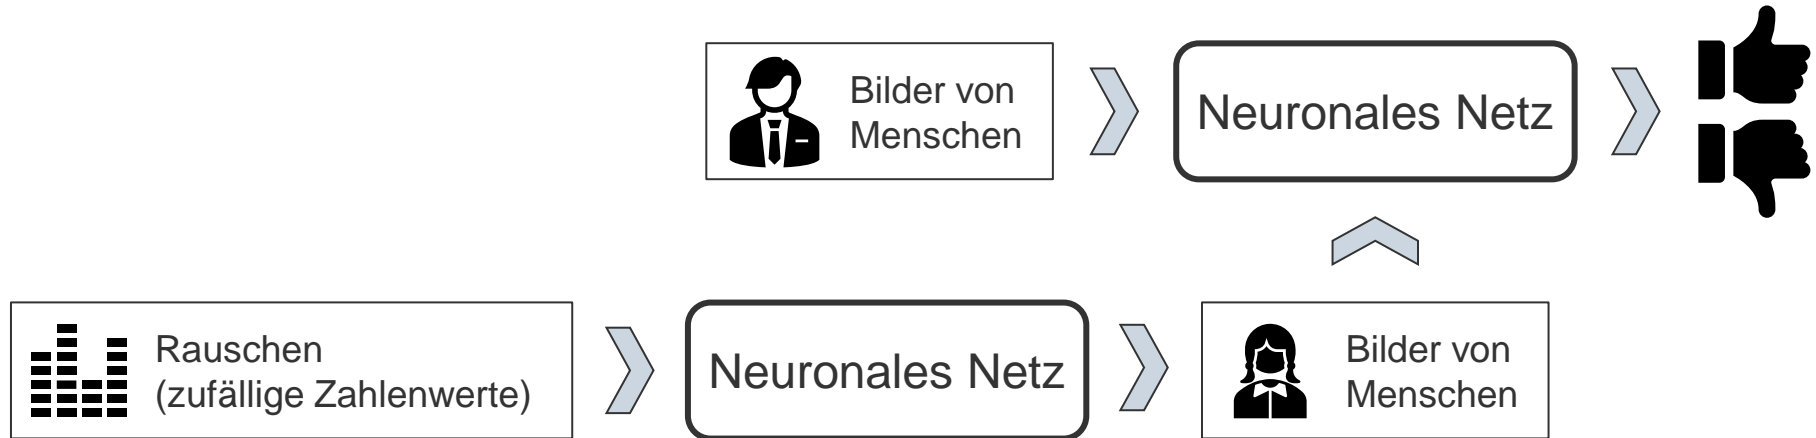 Bilder von
Menschen
Neuronales Netz
Rauschen
(zufällige Zahlenwerte)
Neuronales Netz
Bilder von
Menschen